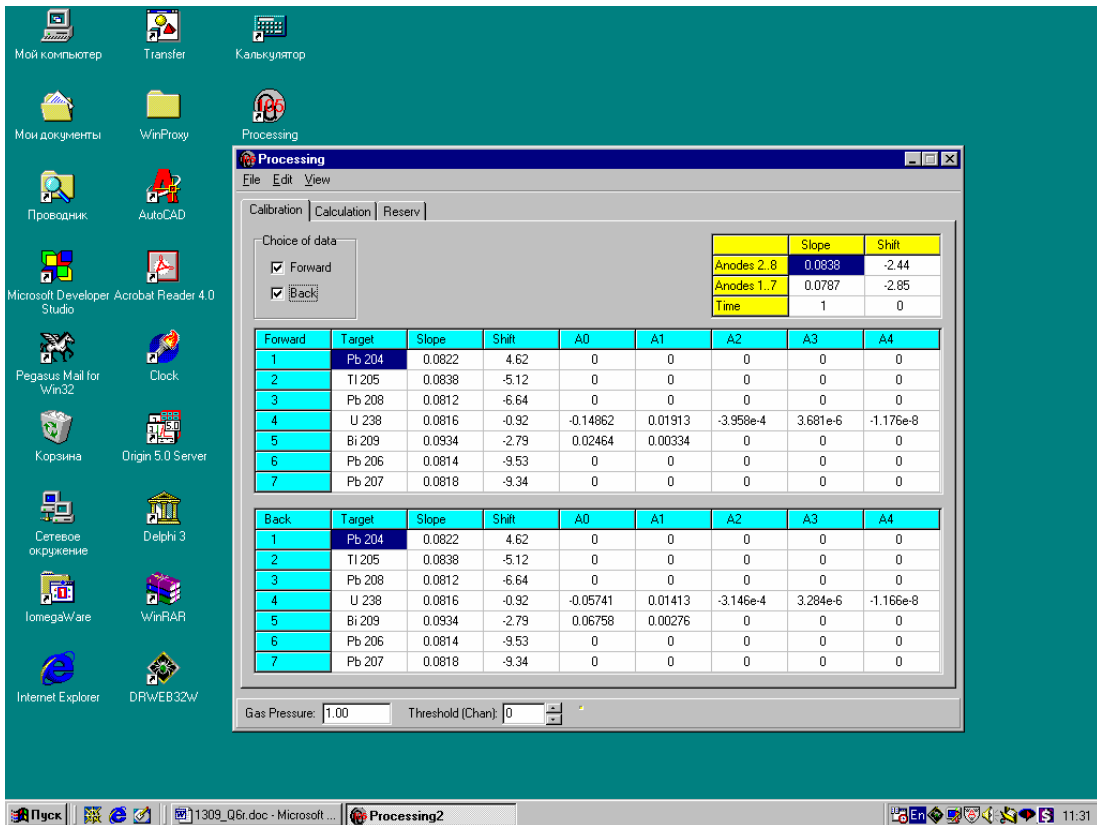 Мой компьютер
Transfer
Калькулятор
Мои документы
WinProxy
Processing
Проводник
AutoCAD
Microsoft Developer Studio
Acrobat Reader 4.0
Pegasus Mail for Win32
Clock
Корзина
Origin 5.0 Server
Сетевое окружение
Delphi 3
IomegaWare
WinRAR
Internet Explorer
DRWEB32W
Processing
File Edit View
Calibration Calculation Reserv
Choice of data
Forward
Back
Slope Shift
Anodes 2..8 0.0838 -2.44
Anodes 1..7 0.0787 -2.85
Time 1 0
Forward Target Slope Shift A0 A1 A2 A3 A4
1 Pb 204 0.0822 4.62 0 0 0 0 0
2 Tl 205 0.0838 -5.12 0 0 0 0 0
3 Pb 208 0.0812 -6.64 0 0 0 0 0
4 U 238 0.0816 -0.92 -0.14862 0.01913 -3.958e-4 3.681e-6 -1.176e-8
5 Bi 209 0.0934 -2.79 0.02464 0.00334 0 0 0
6 Pb 206 0.0814 -9.53 0 0 0 0 0
7 Pb 207 0.0818 -9.34 0 0 0 0 0
Back Target Slope Shift A0 A1 A2 A3 A4
1 Pb 204 0.0822 4.62 0 0 0 0 0
2 Tl 205 0.0838 -5.12 0 0 0 0 0
3 Pb 208 0.0812 -6.64 0 0 0 0 0
4 U 238 0.0816 -0.92 -0.05741 0.01413 -3.146e-4 3.284e-6 -1.166e-8
5 Bi 209 0.0934 -2.79 0.06758 0.00276 0 0 0
6 Pb 206 0.0814 -9.53 0 0 0 0 0
7 Pb 207 0.0818 -9.34 0 0 0 0 0
Gas Pressure: 1.00 Threshold (Chan): 0
Пуск 1309_Q6r.doc - Microsoft ... Processing2 En 11:31